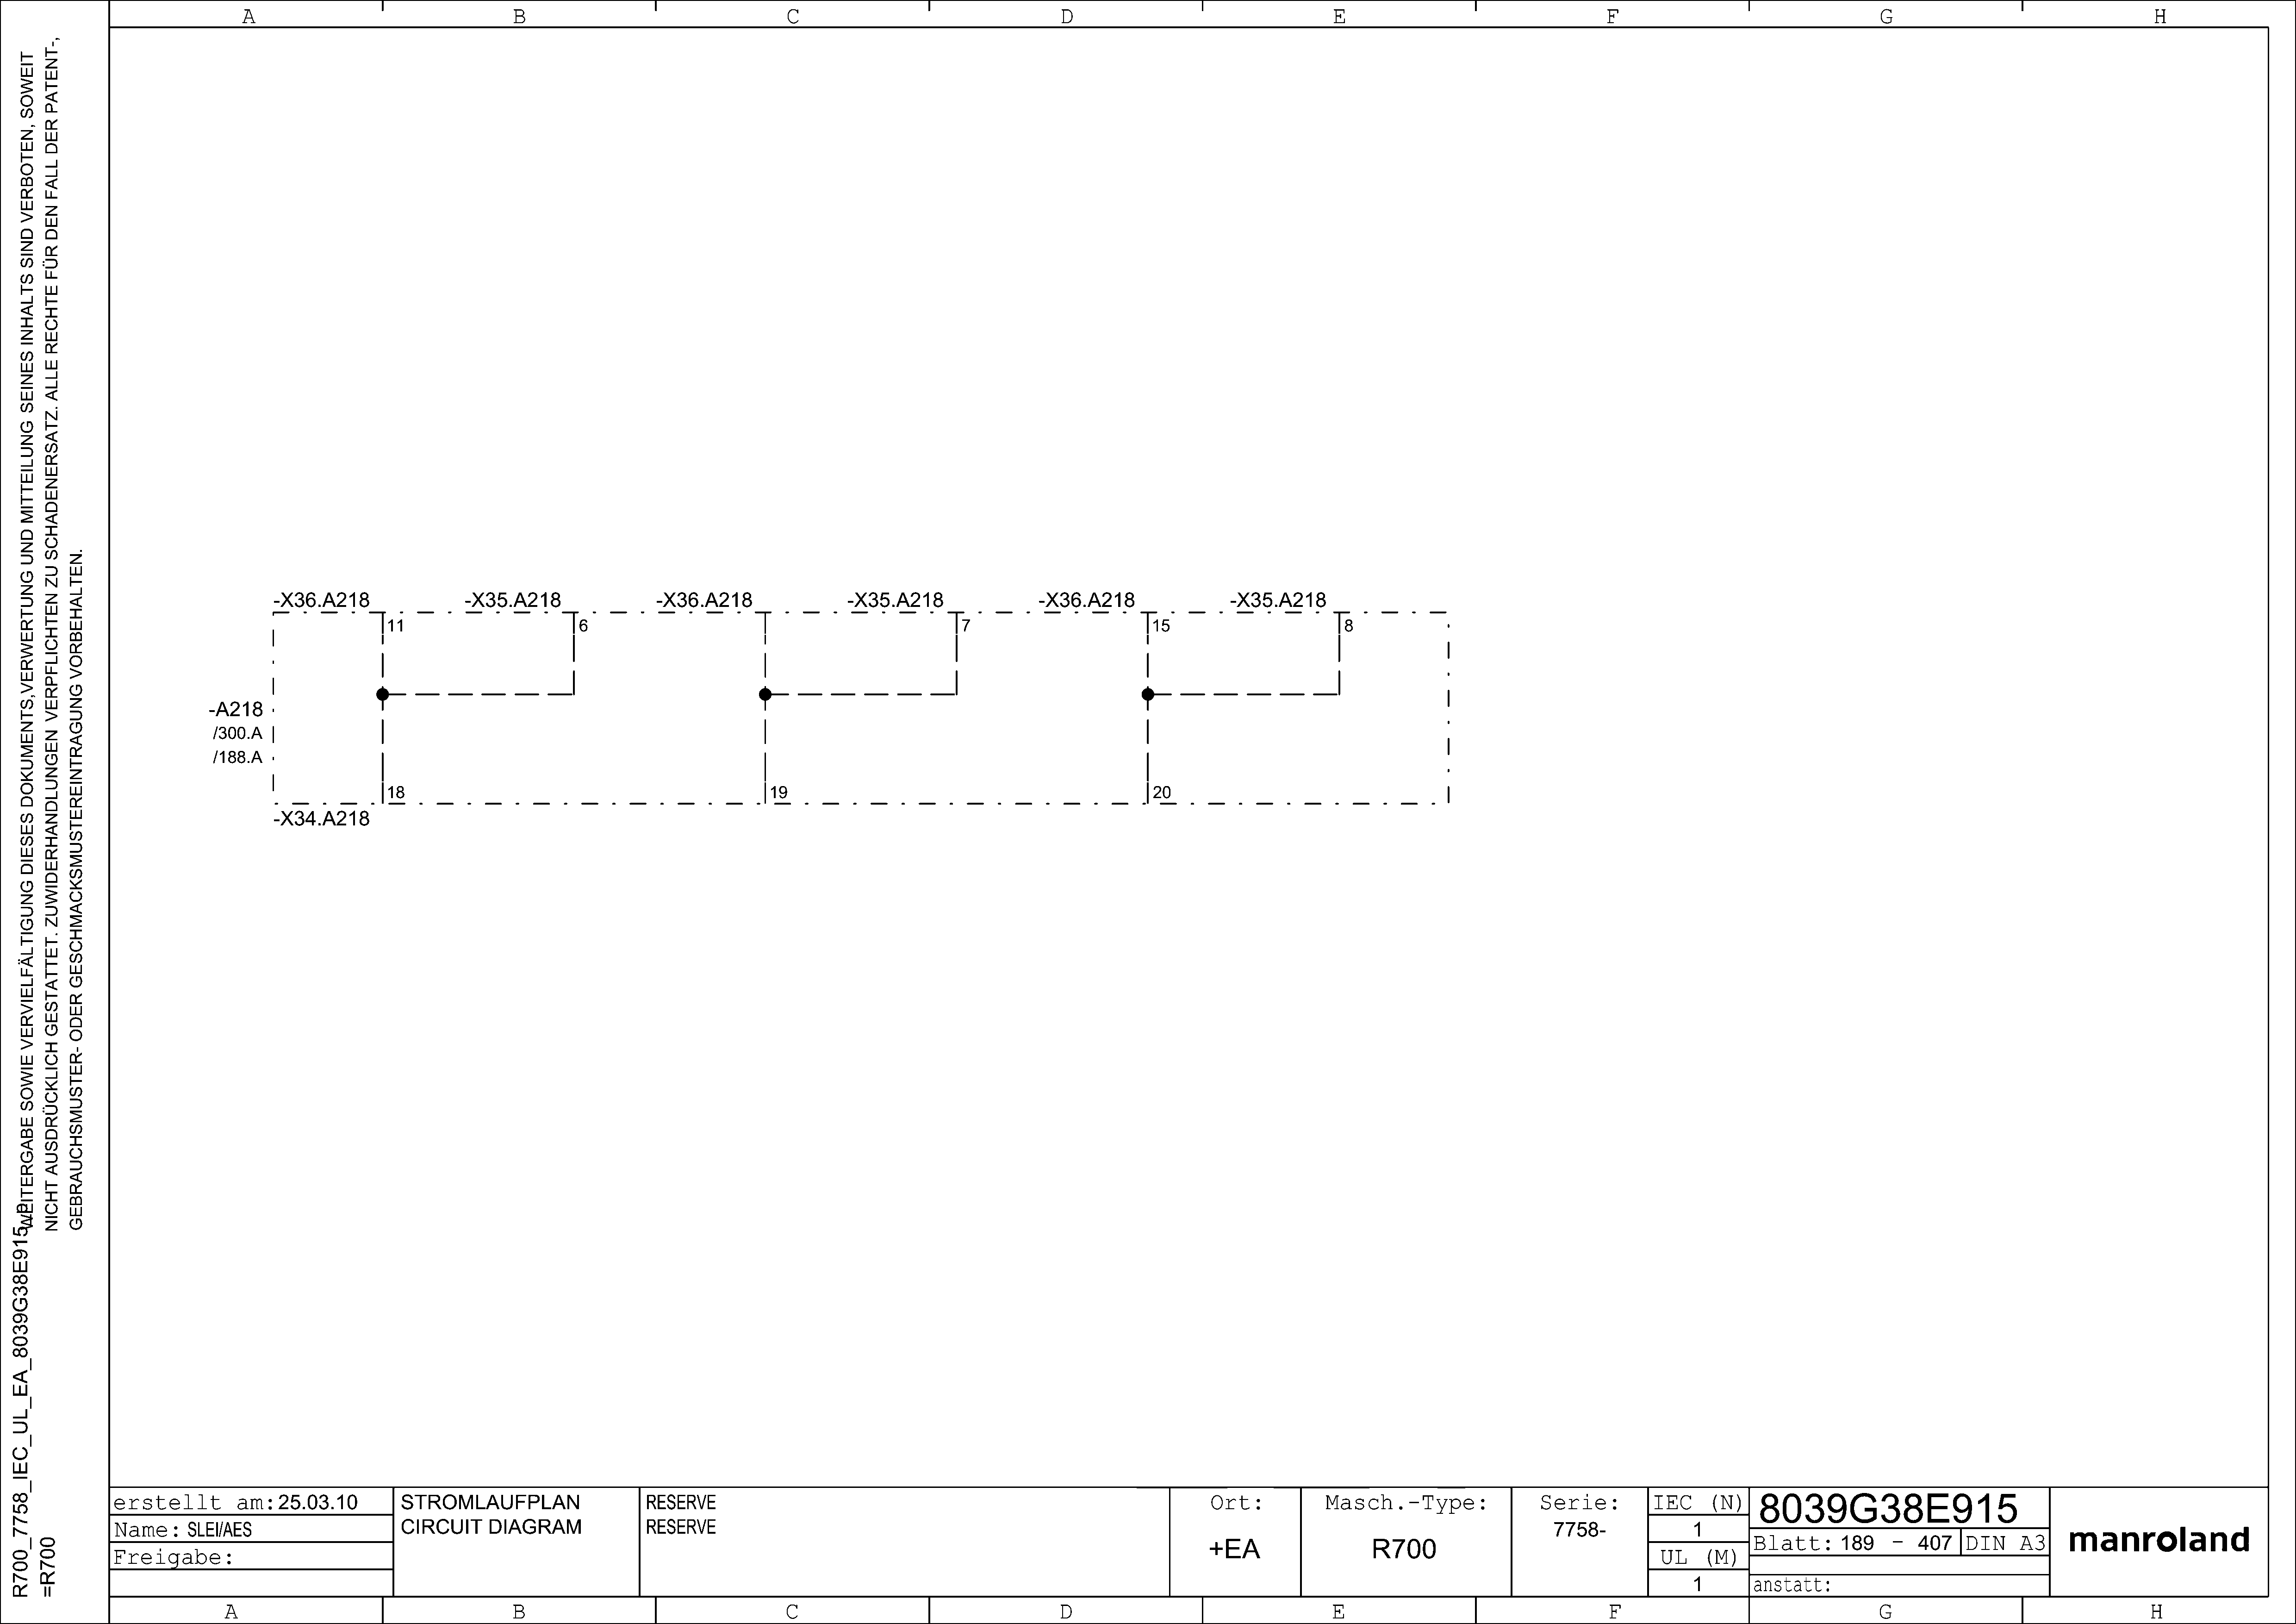 A B C D E F G H
WEITERGABE SOWIE VERVIELFÄLTIGUNG DIESES DOKUMENTS,VERWERTUNG UND MITTEILUNG SEINES INHALTS SIND VERBOTEN, SOWEIT
NICHT AUSDRÜCKLICH GESTATTET. ZUWIDERHANDLUNGEN VERPFLICHTEN ZU SCHADENERSATZ. ALLE RECHTE FÜR DEN FALL DER PATENT-,
GEBRAUCHSMUSTER- ODER GESCHMACKSMUSTEREINTRAGUNG VORBEHALTEN.
-X36.A218 -X35.A218 -X36.A218 -X35.A218 -X36.A218 -X35.A218
11 6 7 15 8
-A218
/300.A
/188.A
18 19 20
-X34.A218
=R700
erstellt am: 25.03.10
Name: SLEI/AES
Freigabe:
STROMLAUFPLAN
CIRCUIT DIAGRAM
RESERVE
RESERVE
Ort:
+EA
Masch.-Type:
R700
Serie:
7758-
IEC (N)
1
UL (M)
1
8039G38E915
Blatt: 189 - 407 DIN A3
anstatt:
manroland
A B C D E F G H